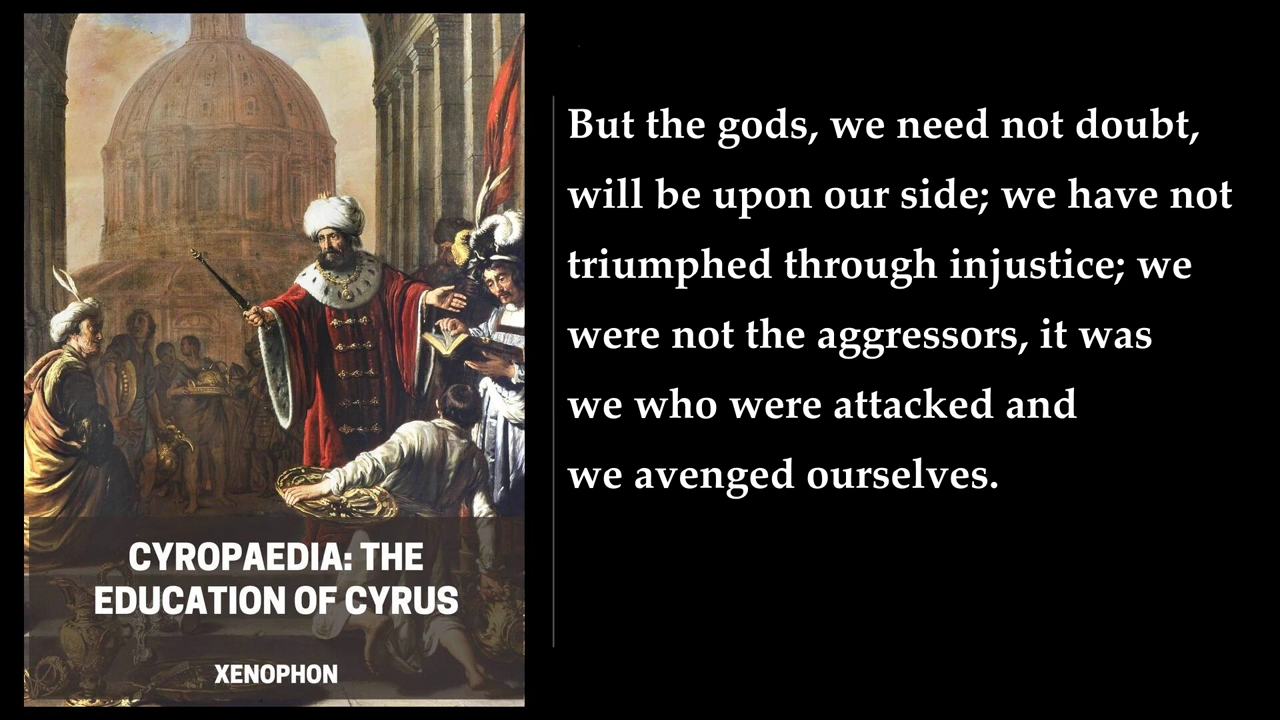 CYROPAEDIA: THE
EDUCATION OF CYRUS
XENOPHON
But the gods, we need not doubt,
will be upon our side; we have not
triumphed through injustice; we
were not the aggressors, it was
we who were attacked and
we avenged ourselves.